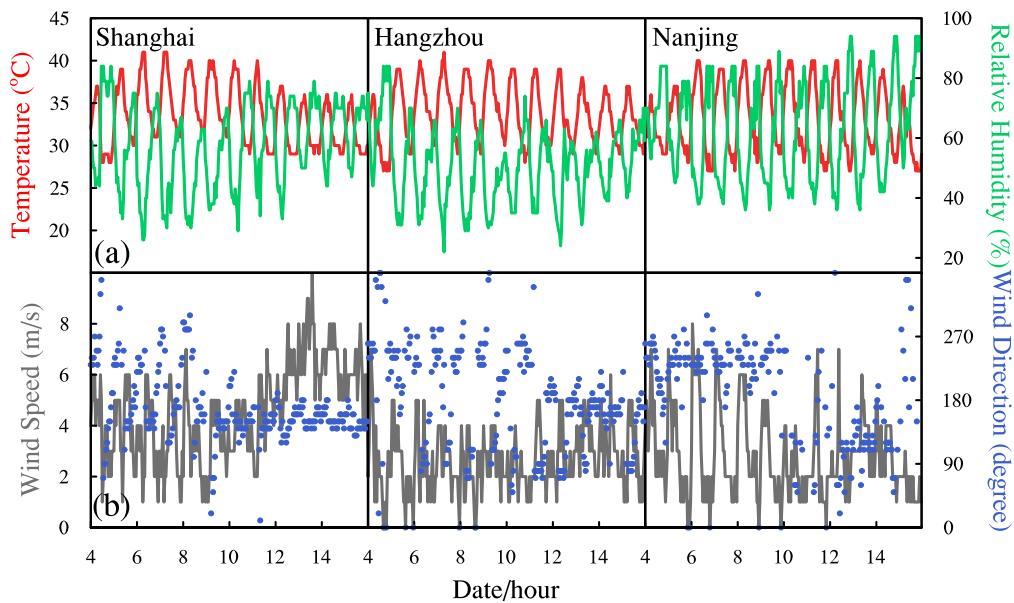 45
40
35
30
25
20
Temperature (°C)
Shanghai
Hangzhou
Nanjing
(a)
100
80
60
40
20
Relative Humidity (%)
8
6
4
2
0
Wind Speed (m/s)
(b)
270
180
90
0
Wind Direction (degree)
4 6 8 10 12 14 4 6 8 10 12 14 4 6 8 10 12 14
Date/hour